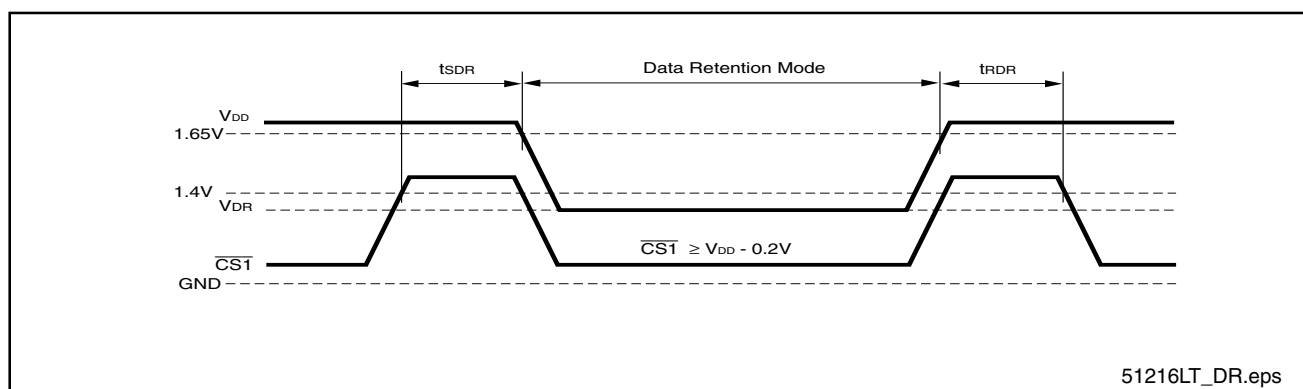 tSDR
Data Retention Mode
tRDR
VDD
1.65V
1.4V
VDR
CS1 ≥ VDD - 0.2V
CS1
GND
51216LT_DR.eps